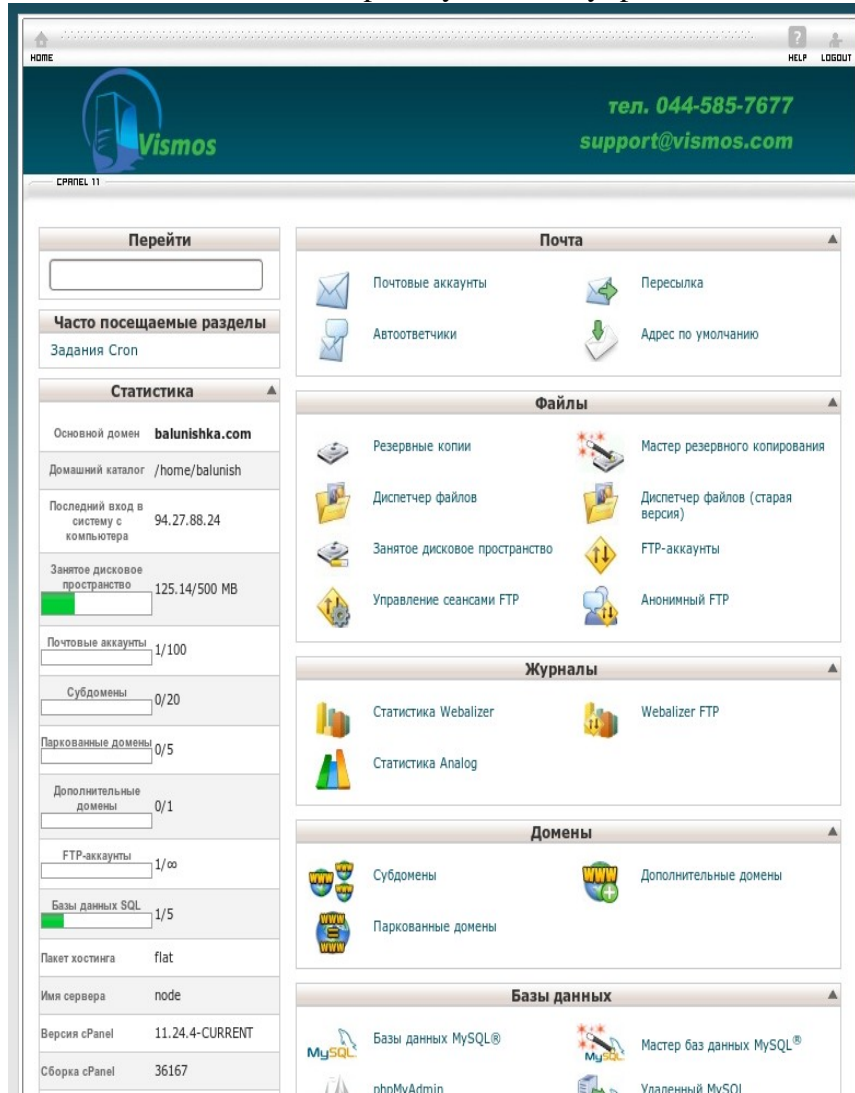 HOME
HELP
LOGOUT
Vismos
тел. 044-585-7677
support@vismos.com
CPANEL 11
Перейти
Часто посещаемые разделы
Задания Cron
Статистика
Основной домен balunishka.com
Домашний каталог /home/balunish
Последний вход в
систему с
компьютера
94.27.88.24
Занятое дисковое
пространство
125.14/500 MB
Почтовые аккаунты
1/100
Субдомены
0/20
Паркованные домены
0/5
Дополнительные
домены
0/1
FTP-аккаунты
1/∞
Базы данных SQL
1/5
Пакет хостинга flat
Имя сервера node
Версия cPanel 11.24.4-CURRENT
Сборка cPanel 36167
Почта
Почтовые аккаунты
Пересылка
Автоответчики
Адрес по умолчанию
Файлы
Резервные копии
Мастер резервного копирования
Диспетчер файлов
Диспетчер файлов (старая
версия)
Занятое дисковое пространство
FTP-аккаунты
Управление сеансами FTP
Анонимный FTP
Журналы
Статистика Webalizer
Webalizer FTP
Статистика Analog
Домены
Субдомены
Дополнительные домены
Паркованные домены
Базы данных
Базы данных MySQL®
Мастер баз данных MySQL®
phpMyAdmin
Удаленный MySQL